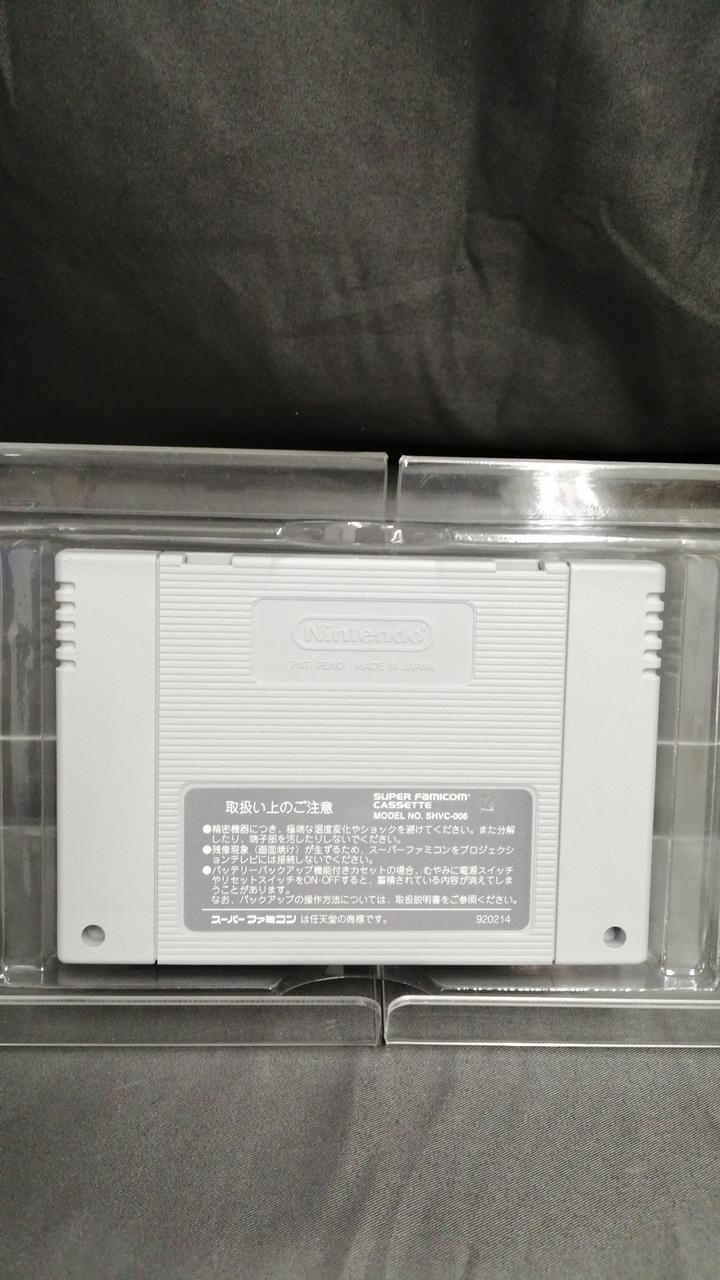 Nintendo
PAT. PEND. MADE IN JAPAN
取扱い上のご注意
SUPER FAMICOM
CASSETTE
MODEL NO. SHVC-006
●精密機器につき、極端な温度変化やショックを避けてください。また分解
したり、端子部を汚したりしないでください。
●残像現象（画面焼け）が生ずるため、スーパーファミコンをプロジェクシ
ョンテレビには接続しないでください。
●バッテリーバックアップ機能付きカセットの場合、むやみに電源スイッチ
やリセットスイッチをON・OFFすると、蓄積されている内容が消えてしま
うことがあります。
なお、バックアップの操作方法については、取扱説明書をご参照ください。
スーパーファミコン は任天堂の商標です。 920214